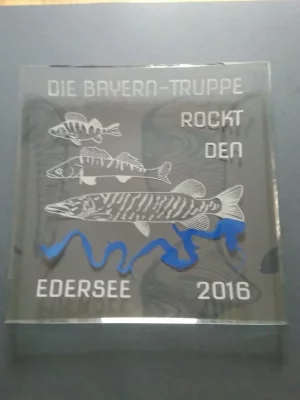 DIE BAYERN-TRUPPE
ROCKT
DEN
EDERSEE 2016